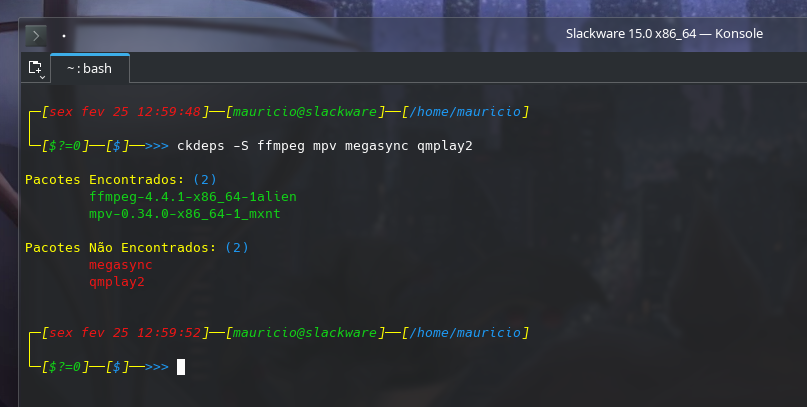 Slackware 15.0 x86_64 — Konsole
~ : bash
┌─[sex fev 25 12:59:48]──[mauricio@slackware]──[/home/mauricio]
└─[$?=0]──[$]──>>> ckdeps -S ffmpeg mpv megasync qmplay2
Pacotes Encontrados: (2)
ffmpeg-4.4.1-x86_64-1alien
mpv-0.34.0-x86_64-1_mxnt
Pacotes Não Encontrados: (2)
megasync
qmplay2
┌─[sex fev 25 12:59:52]──[mauricio@slackware]──[/home/mauricio]
└─[$?=0]──[$]──>>>